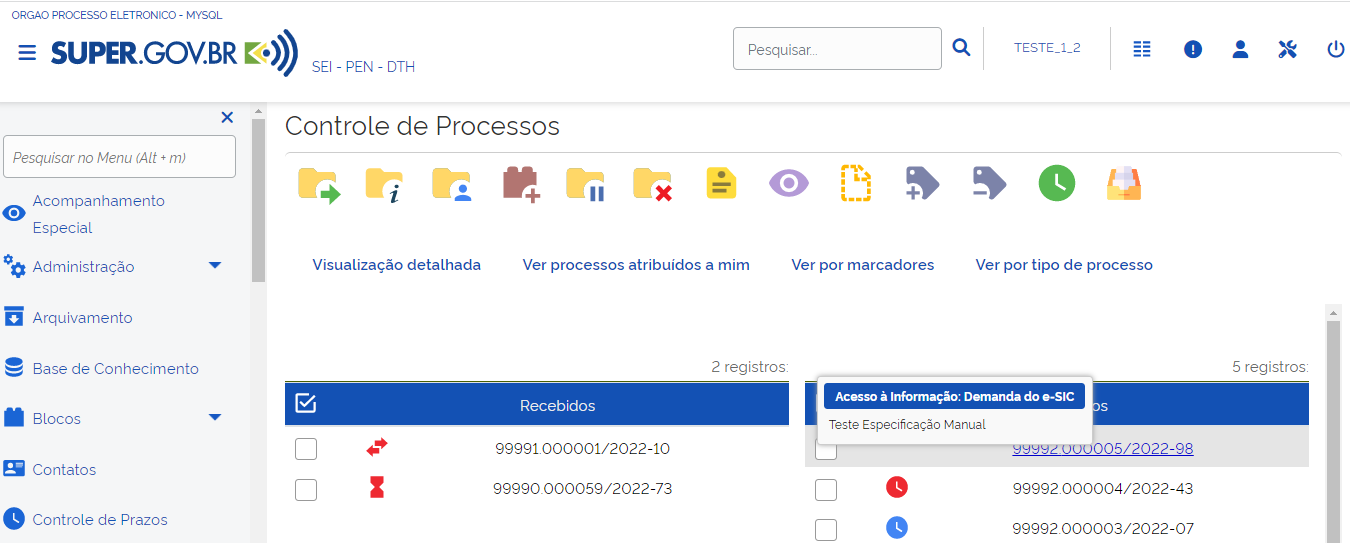 ORGAO PROCESSO ELETRONICO - MYSQL
SUPER.GOV.BR
SEI - PEN - DTH
Pesquisar...
TESTE_1_2
Pesquisar no Menu (Alt + m)
Acompanhamento
Especial
Administração
Arquivamento
Base de Conhecimento
Blocos
Contatos
Controle de Prazos
Controle de Processos
Visualização detalhada
Ver processos atribuídos a mim
Ver por marcadores
Ver por tipo de processo
2 registros:
Recebidos
99991.000001/2022-10
99990.000059/2022-73
5 registros:
Acesso à Informação: Demanda do e-SIC
Teste Especificação Manual
99992.000005/2022-98
99992.000004/2022-43
99992.000003/2022-07